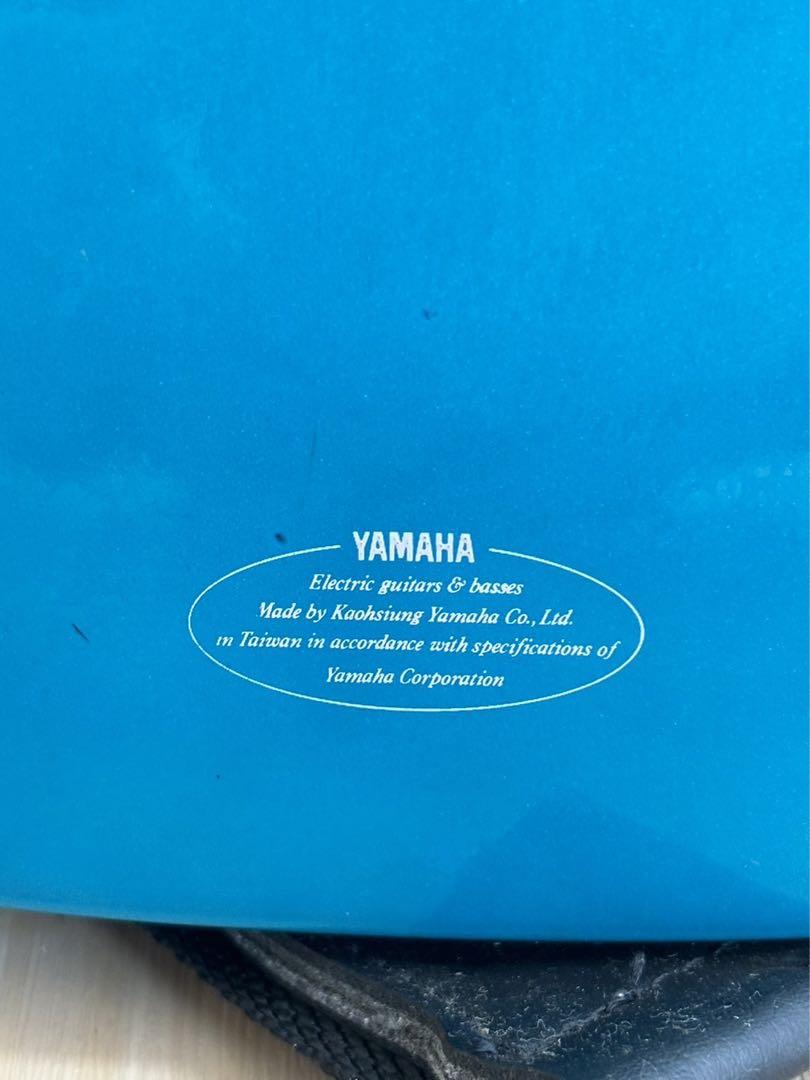 YAMAHA
Electric guitars & basses
Made by Kaohsiung Yamaha Co., Ltd.
in Taiwan in accordance with specifications of
Yamaha Corporation